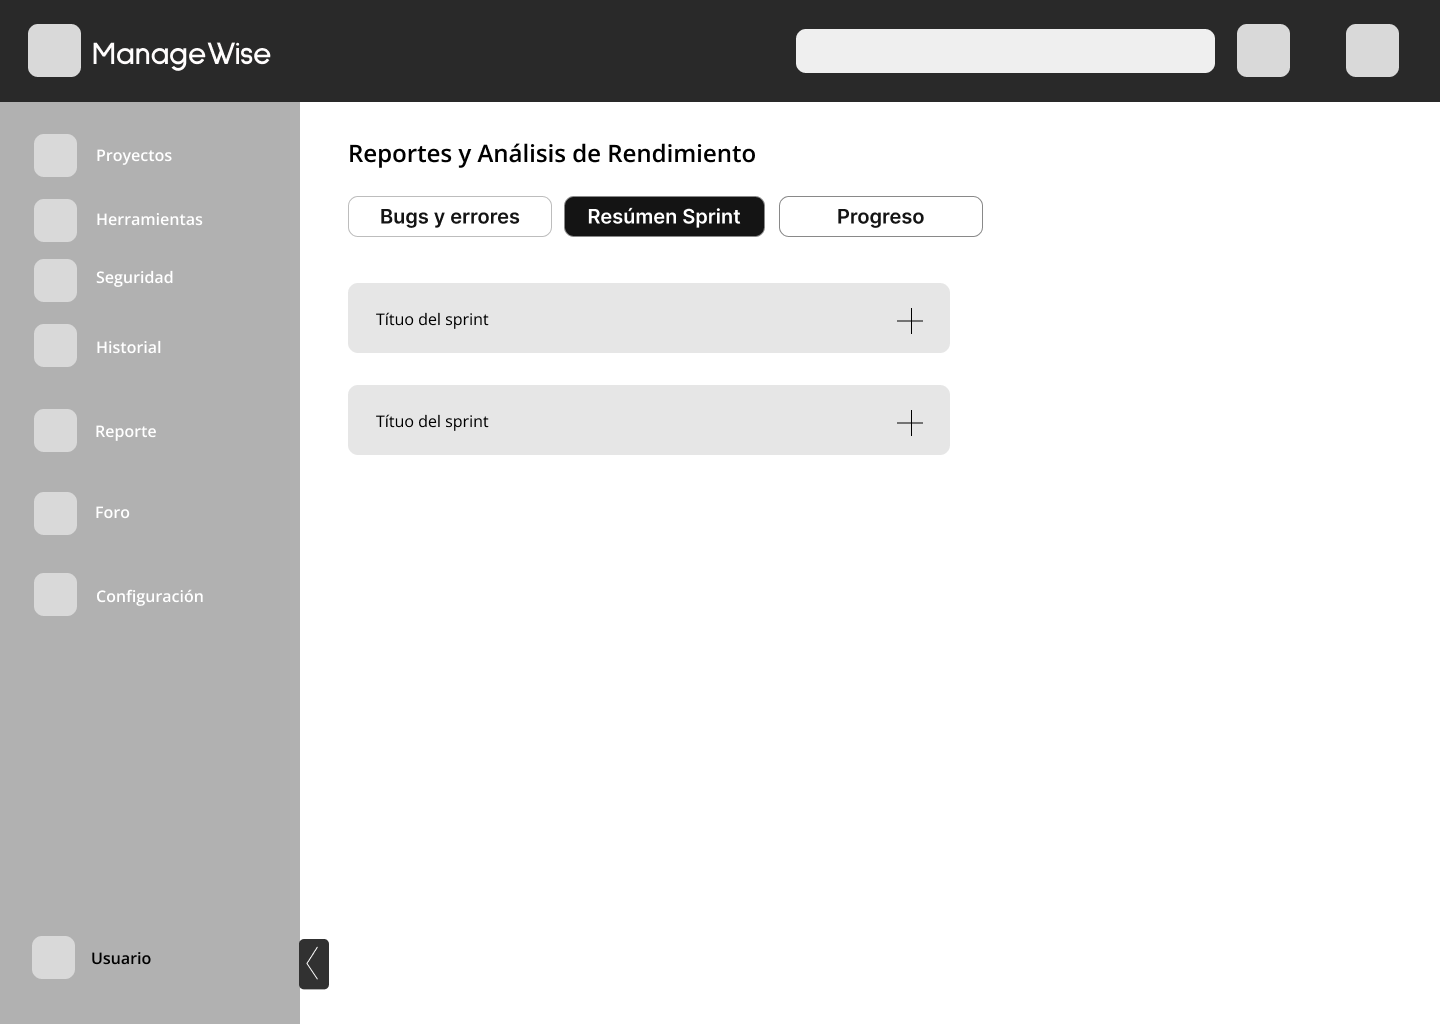 ManageWise
Proyectos
Herramientas
Seguridad
Historial
Reporte
Foro
Configuración
Usuario
Reportes y Análisis de Rendimiento
Bugs y errores
Resúmen Sprint
Progreso
Títuo del sprint
Títuo del sprint